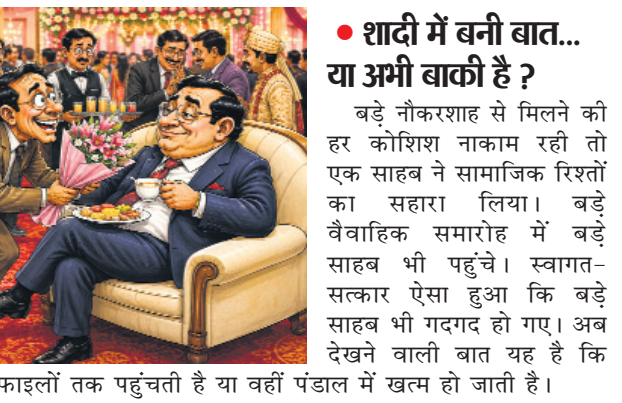 • शादी में बनी बात...
या अभी बाकी है ?
बड़े नौकरशाह से मिलने की
हर कोशिश नाकाम रही तो
एक साहब ने सामाजिक रिश्तों
का सहारा लिया। बड़े
वैवाहिक समारोह में बड़े
साहब भी पहुंचे। स्वागत-
सत्कार ऐसा हुआ कि बड़े
साहब भी गदगद हो गए। अब
देखने वाली बात यह है कि
फाइलों तक पहुंचती है या वहीं पंडाल में खत्म हो जाती है।